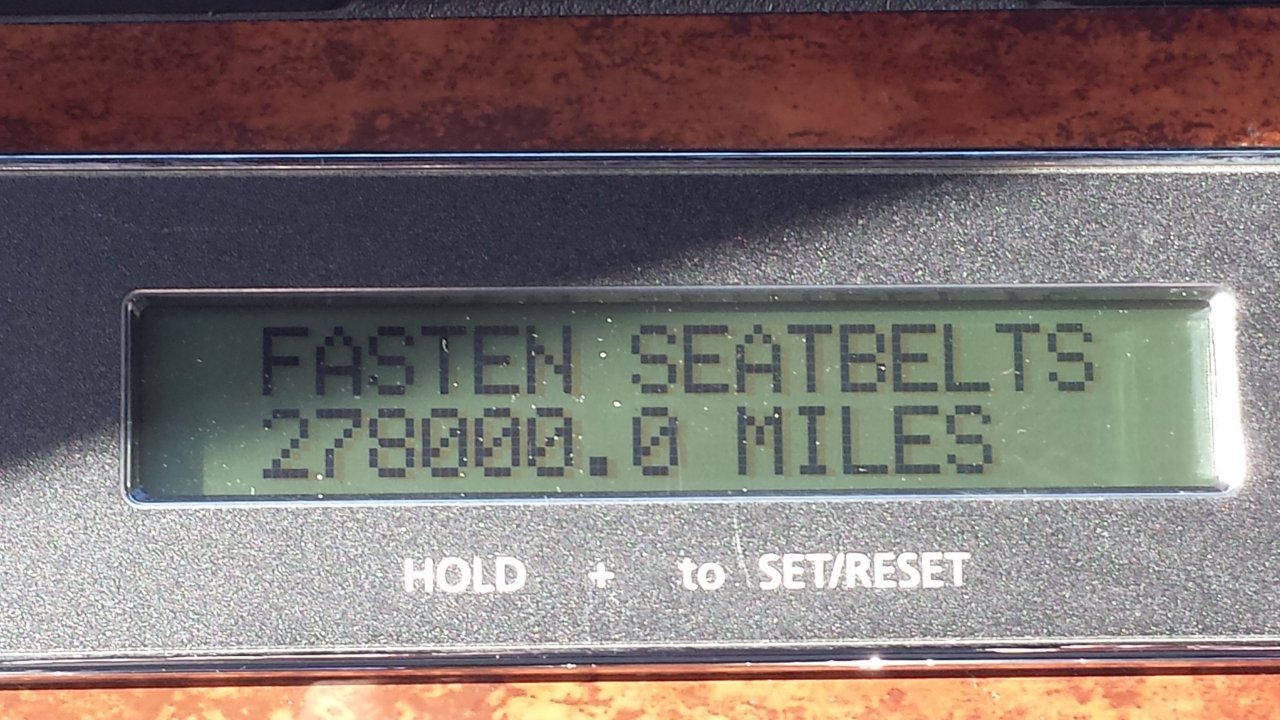 FASTEN SEATBELTS
278000.0 MILES
HOLD + to SET/RESET